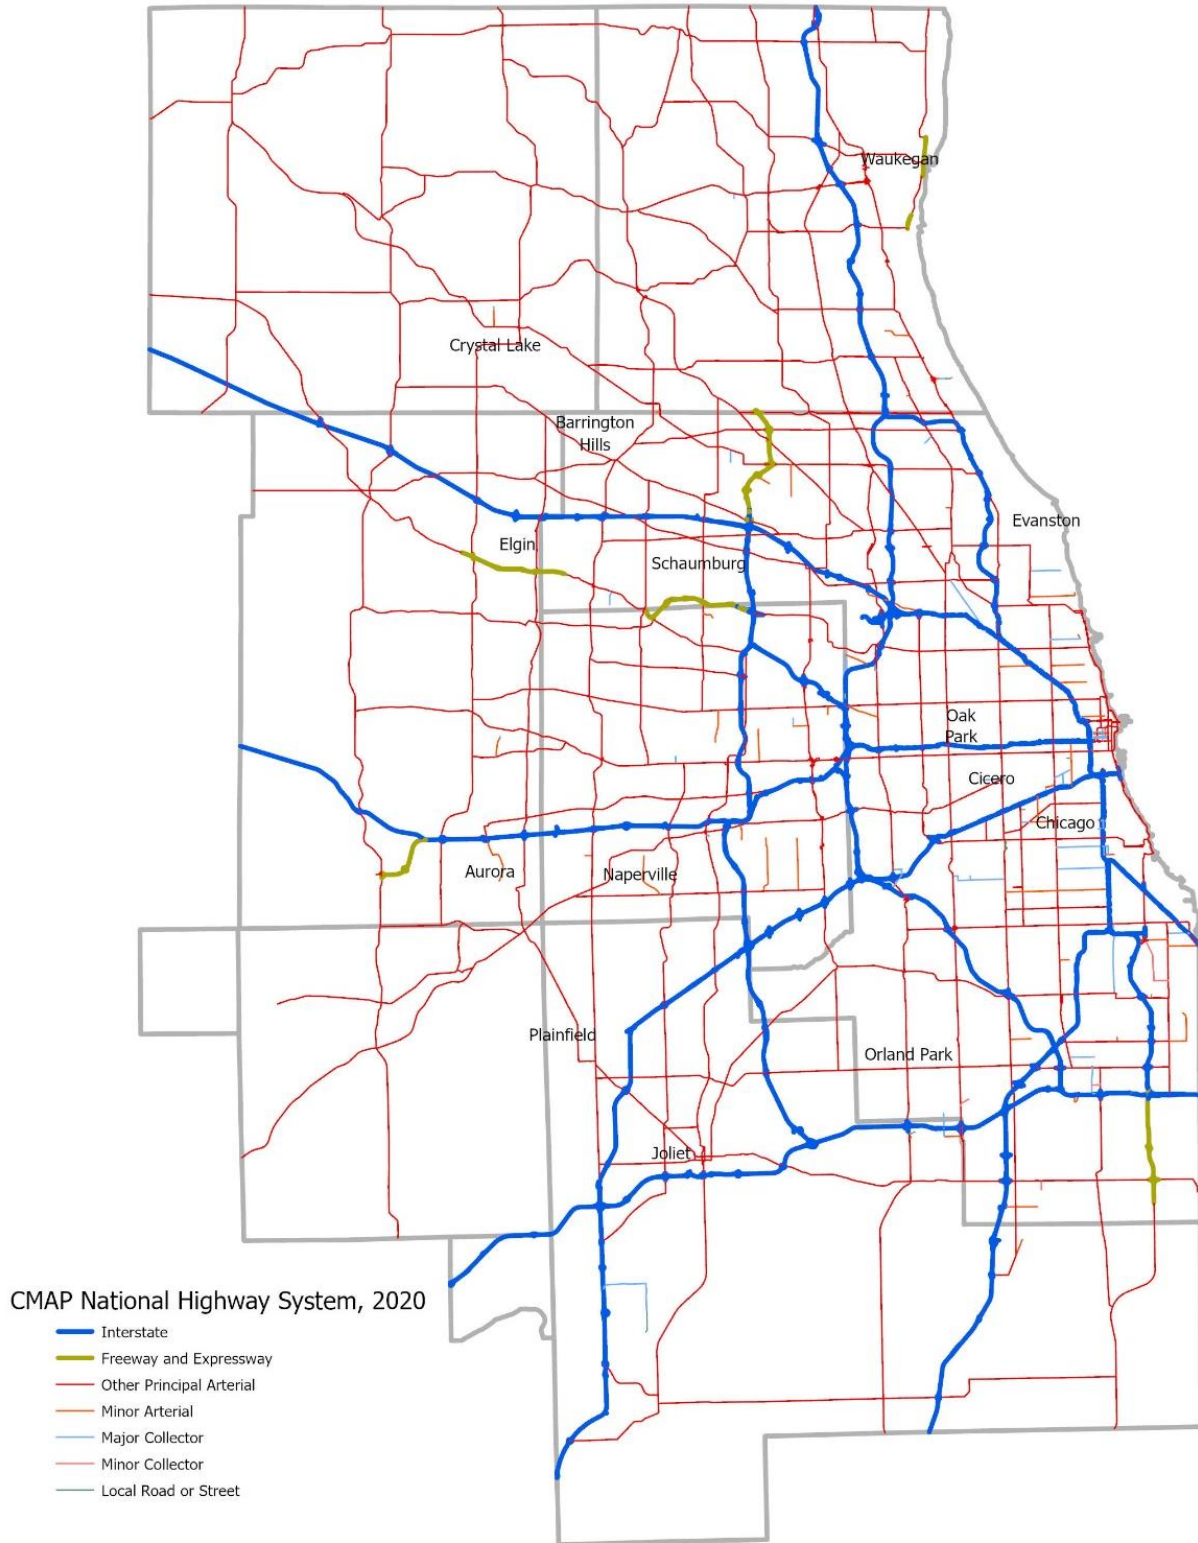 Waukegan
Crystal Lake
Barrington
Hills
Evanston
Elgin
Schaumburg
Oak
Park
Cicero
Chicago
Aurora
Naperville
Plainfield
Orland Park
Joliet
CMAP National Highway System, 2020
Interstate
Freeway and Expressway
Other Principal Arterial
Minor Arterial
Major Collector
Minor Collector
Local Road or Street